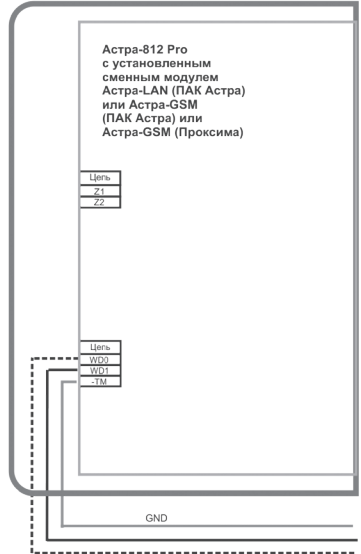 Астра-812 Pro
с установленным
сменным модулем
Астра-LAN (ПАК Астра)
или Астра-GSM
(ПАК Астра) или
Астра-GSM (Проксима)
Цепь
Z1
Z2
Цепь
WD0
WD1
-TM
GND